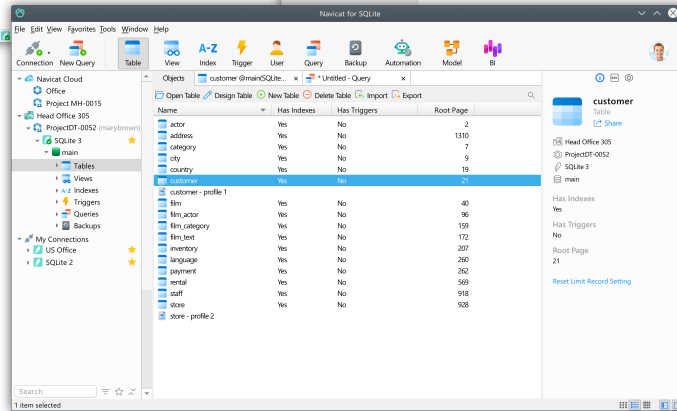 Navicat for SQLite
File Edit View Favorites Tools Window Help
Connection New Query Table View Index Trigger User Query Backup Automation Model BI
Navicat Cloud
Office
Project MH-0015
Head Office 305
ProjectDT-0052 (marybrown)
SQLite 3
main
Tables
Views
A-Z Indexes
Triggers
Queries
Backups
My Connections
US Office
SQLite 2
Search
1 item selected
Objects customer @main(SQLite... × * Untitled - Query ×
Open Table Design Table New Table Delete Table Import Export
Name Has Indexes Has Triggers Root Page
actor Yes No 2
address Yes No 1310
category Yes No 7
city Yes No 9
country Yes No 19
customer Yes No 21
customer - profile 1
film Yes No 40
film_actor Yes No 96
film_category Yes No 159
film_text Yes No 172
inventory Yes No 207
language Yes No 260
payment Yes No 262
rental Yes No 569
staff Yes No 918
store Yes No 928
store - profile 2
customer
Table
Share
Head Office 305
ProjectDT-0052
SQLite 3
main
Has Indexes
Yes
Has Triggers
No
Root Page
21
Reset Limit Record Setting